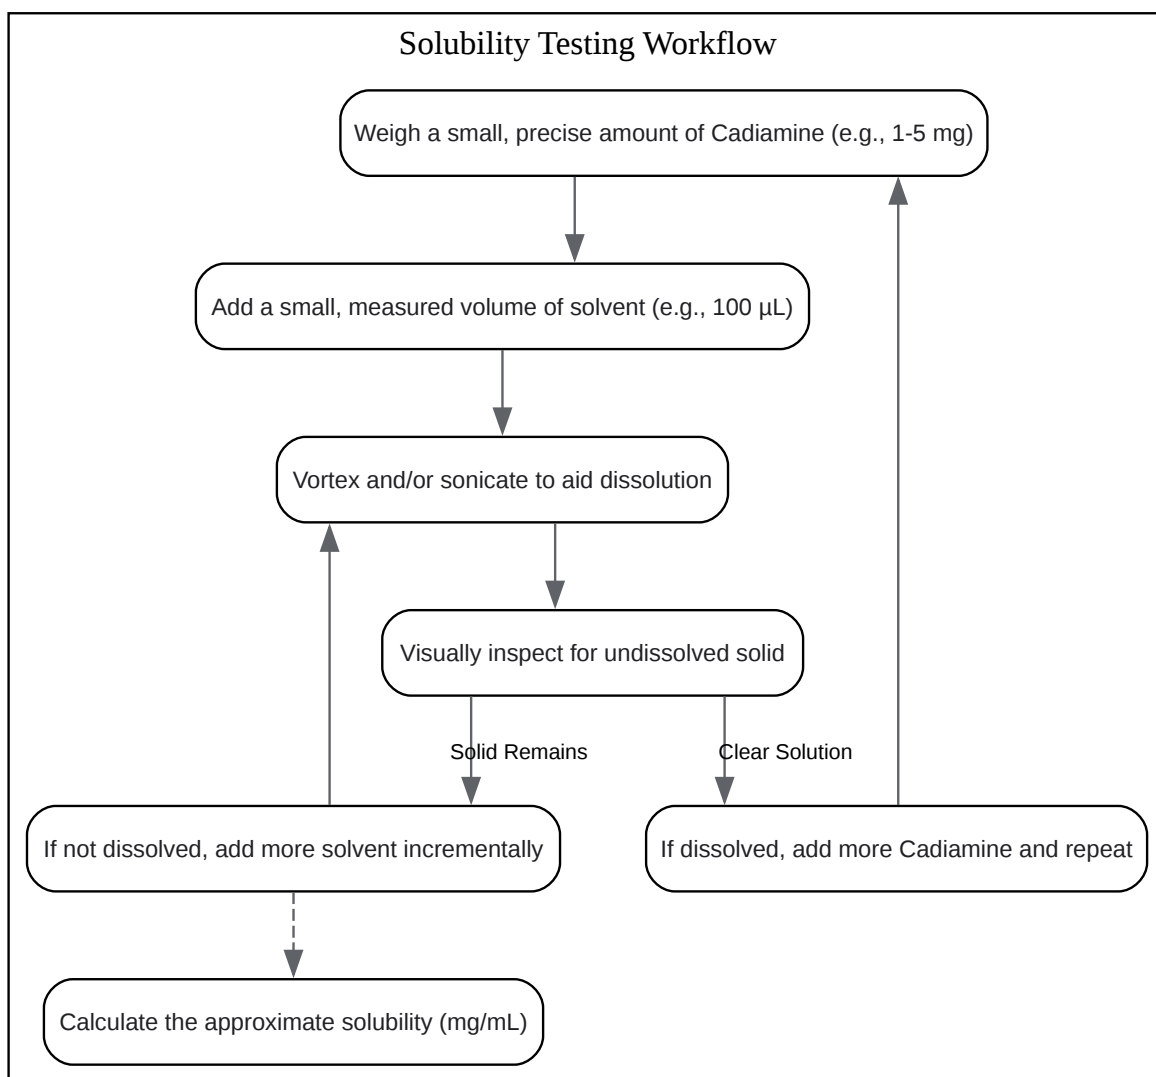 Solubility Testing Workflow
Weigh a small, precise amount of Cadiamine (e.g., 1-5 mg)
Add a small, measured volume of solvent (e.g., 100 µL)
Vortex and/or sonicate to aid dissolution
Visually inspect for undissolved solid
Solid Remains
Clear Solution
If not dissolved, add more solvent incrementally
If dissolved, add more Cadiamine and repeat
Calculate the approximate solubility (mg/mL)